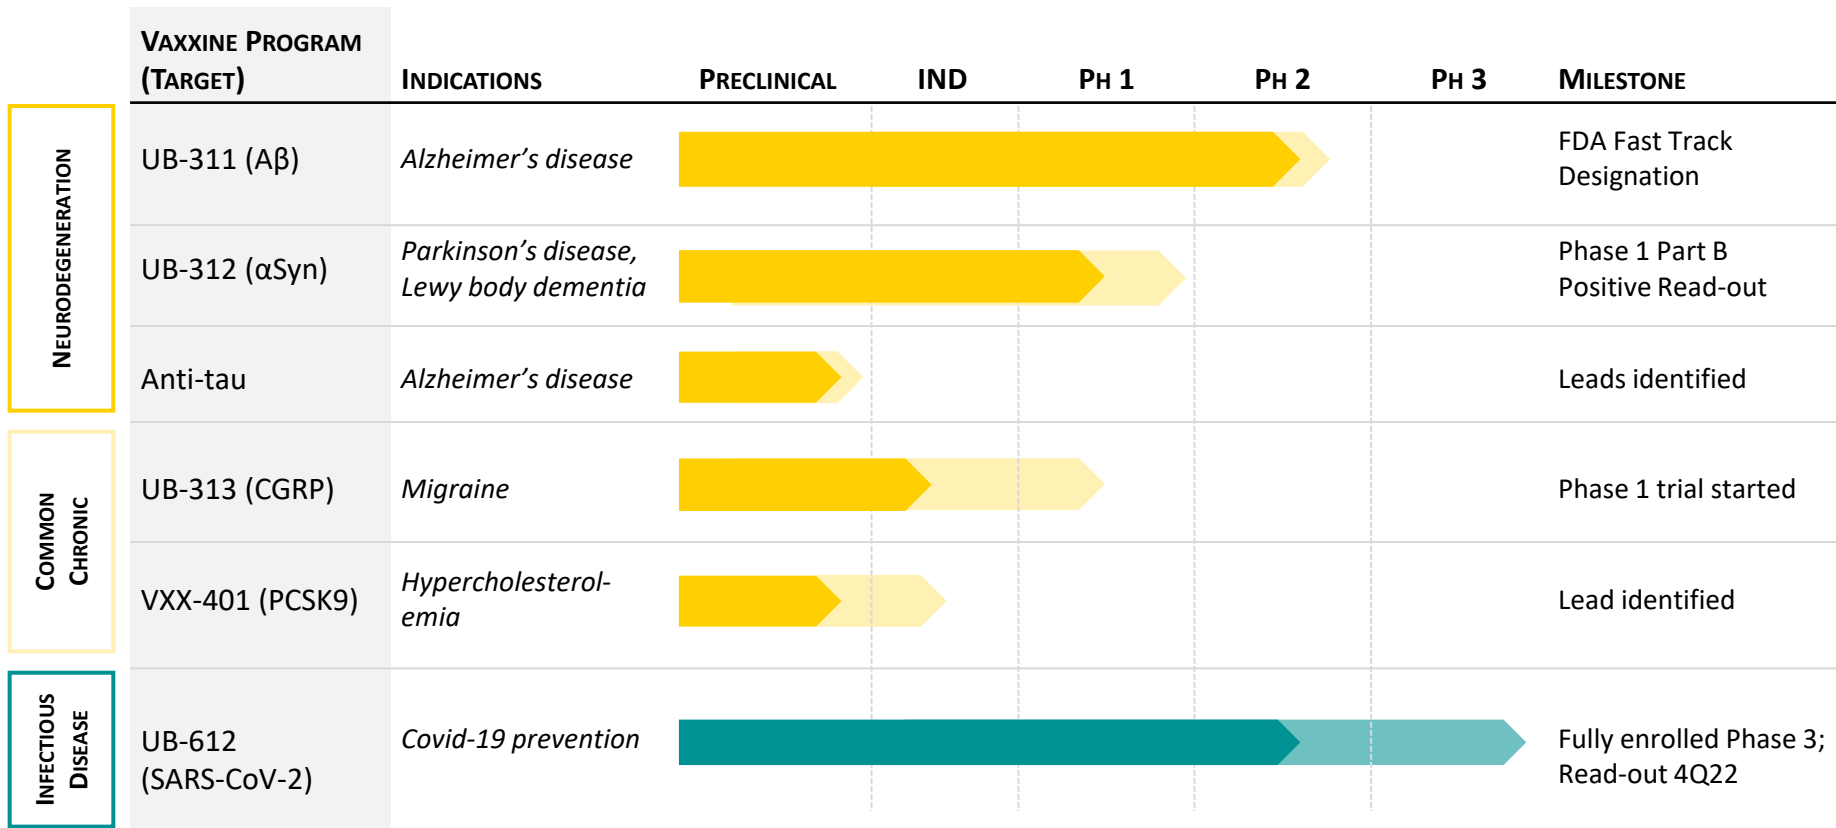 VAXXINE PROGRAM
(TARGET)
INDICATIONS
PRECLINICAL
IND
PH 1
PH 2
PH 3
MILESTONE
NEURODEGENERATION
UB-311 (Aβ)
Alzheimer’s disease
FDA Fast Track
Designation
UB-312 (αSyn)
Parkinson’s disease,
Lewy body dementia
Phase 1 Part B
Positive Read-out
Anti-tau
Alzheimer’s disease
Leads identified
COMMON
CHRONIC
UB-313 (CGRP)
Migraine
Phase 1 trial started
VXX-401 (PCSK9)
Hypercholesterol-
emia
Lead identified
INFECTIOUS
DISEASE
UB-612
(SARS-CoV-2)
Covid-19 prevention
Fully enrolled Phase 3;
Read-out 4Q22